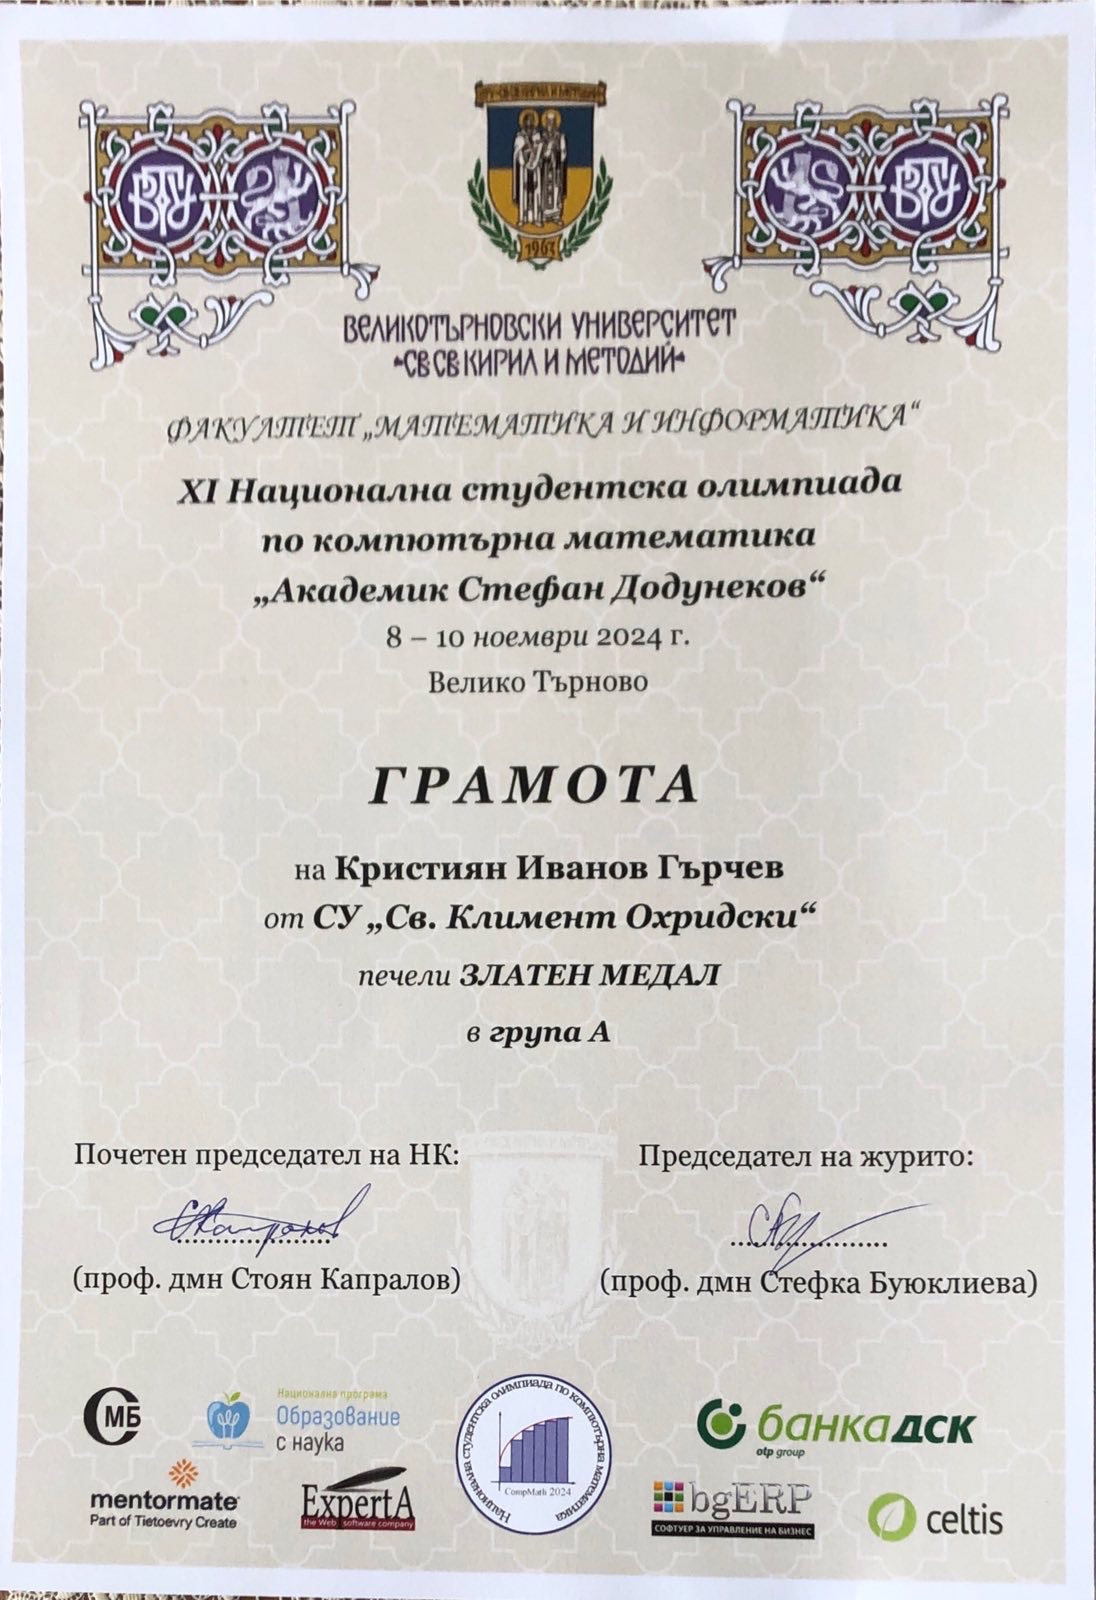 ВТУ
ВТУ
1963
ВЕЛИКОТЪРНОВСКИ УНИВЕРСИТЕТ
СВ СВ КИРИЛ И МЕТОДИЙ
ФАКУЛТЕТ „МАТЕМАТИКА И ИНФОРМАТИКА“
XI Национална студентска олимпиада
по компютърна математика
„Академик Стефан Додунеков“
8 – 10 ноември 2024 г.
Велико Търново
ГРАМОТА
на Кристиян Иванов Гърчев
от СУ „Св. Климент Охридски“
печели ЗЛАТЕН МЕДАЛ
в група А
Почетен председател на НК:
Председател на журито:
(проф. дмн Стоян Капралов)
(проф. дмн Стефка Буюклиева)
СМБ
Национална програма
Образование
с наука
Национална студентска олимпиада по компютърна математика
CompMath 2024
банка дск
otp group
mentormate
Part of Tietoevry Create
ExpertA
the Web software company
bgERP
СОФТУЕР ЗА УПРАВЛЕНИЕ НА БИЗНЕС
celtis